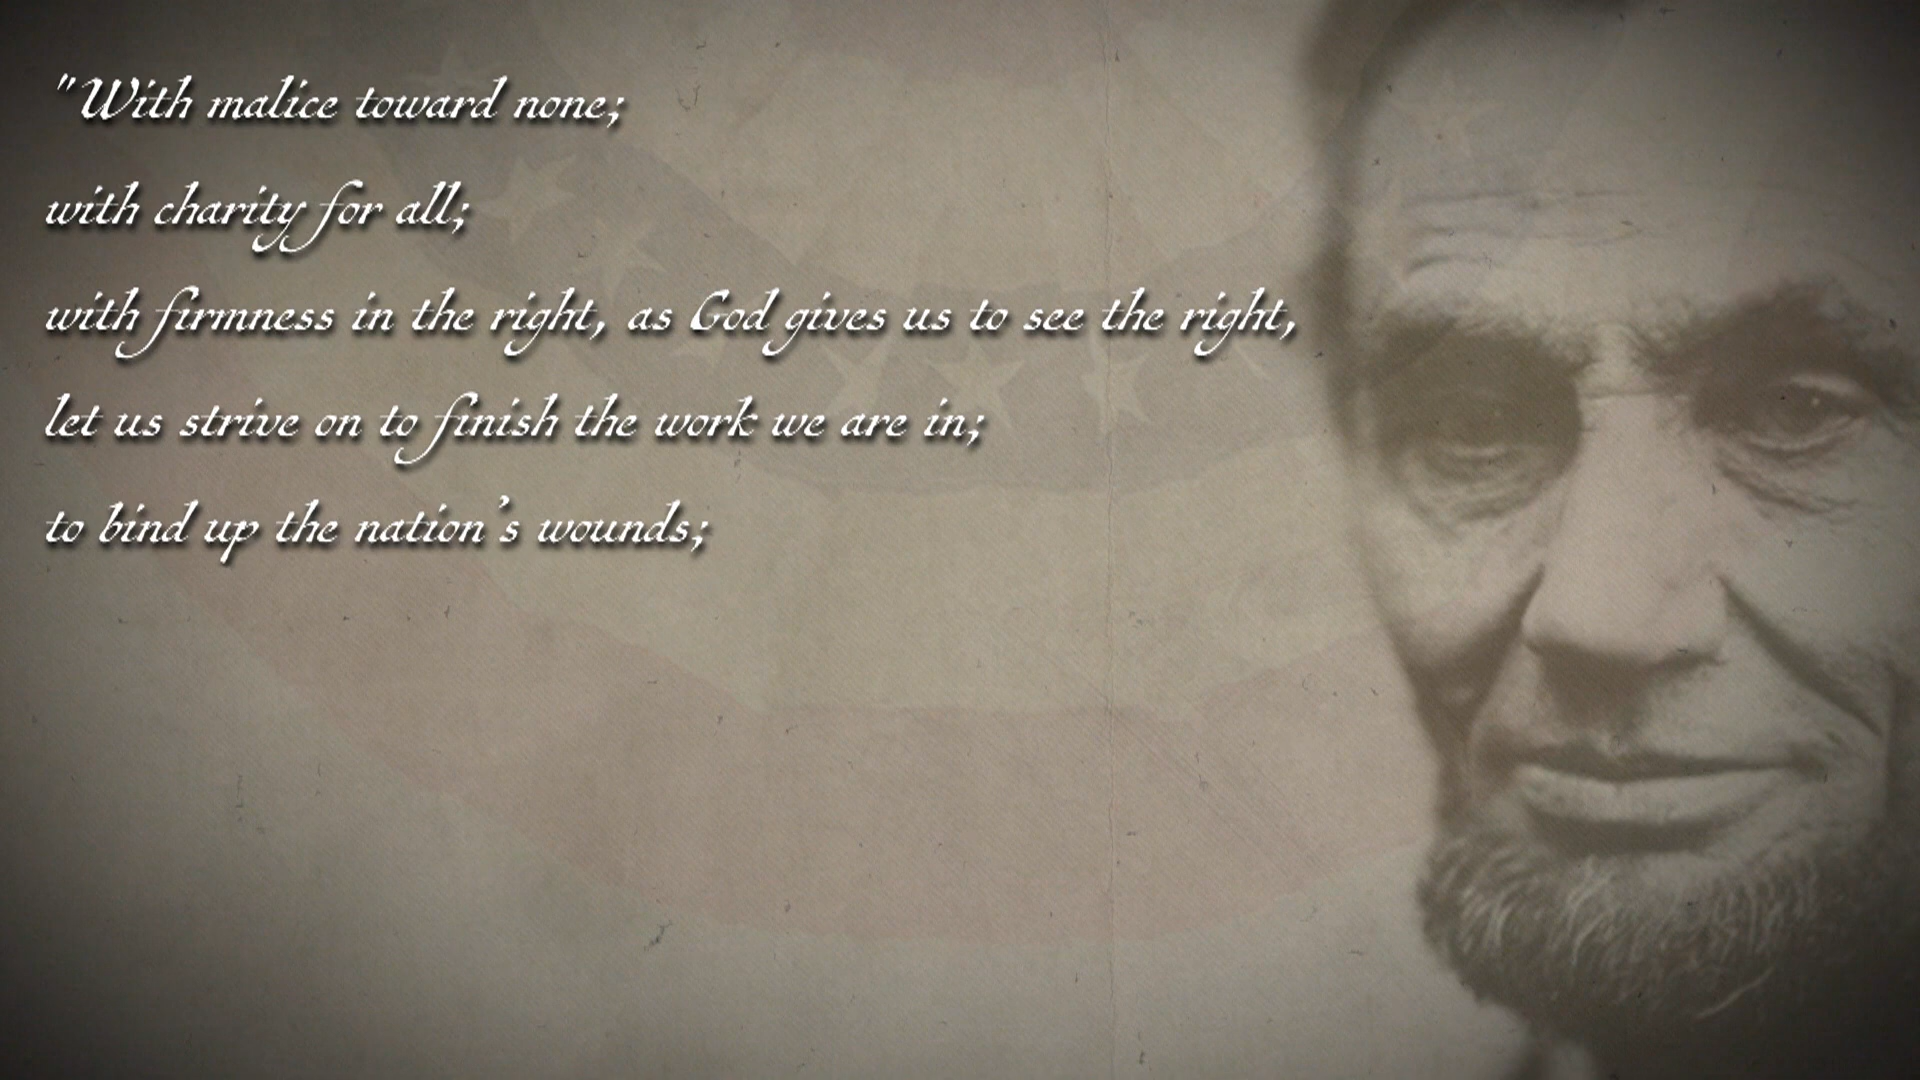 "With malice toward none;
with charity for all;
with firmness in the right, as God gives us to see the right,
let us strive on to finish the work we are in;
to bind up the nation's wounds;